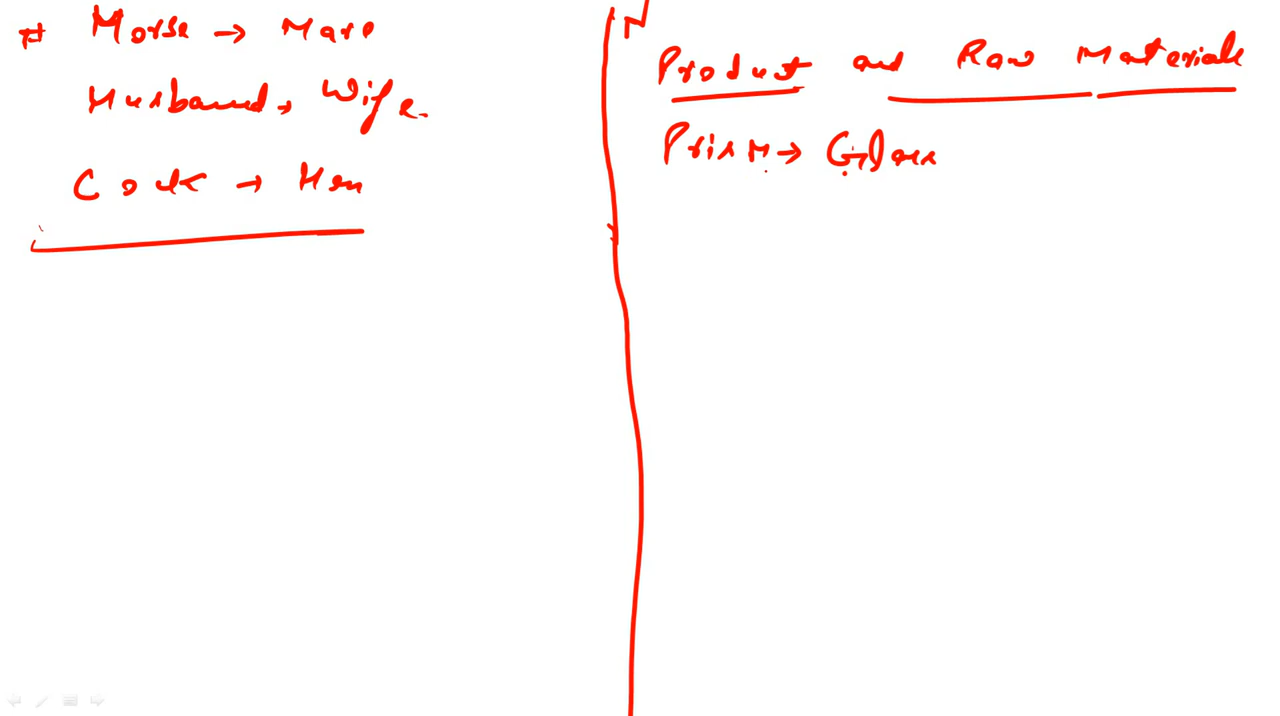 # Horse → Mare
Husband → Wife.
Cock → Hen
Product and Raw Materials
Prism → Glass